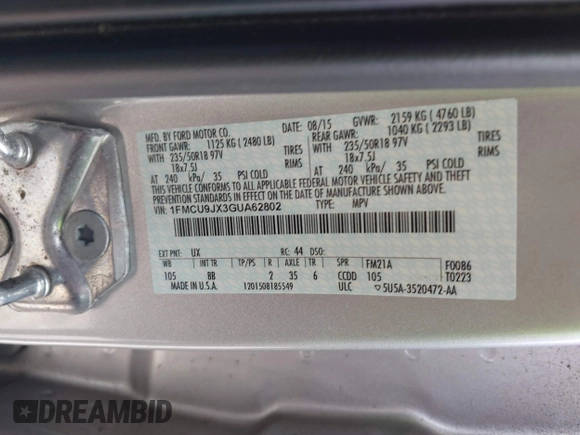 MFD. BY FORD MOTOR CO.
DATE: 08/15 GVWR: 2159 KG ( 4760 LB)
FRONT GAWR: 1125 KG ( 2480 LB) REAR GAWR: 1040 KG ( 2293 LB)
WITH 235/50R18 97V TIRES WITH 235/50R18 97V TIRES
18x7.5J RIMS 18x7.5J RIMS
AT 240 kPa/ 35 PSI COLD AT 240 kPa/ 35 PSI COLD
THIS VEHICLE CONFORMS TO ALL APPLICABLE FEDERAL MOTOR VEHICLE SAFETY AND THEFT
PREVENTION STANDARDS IN EFFECT ON THE DATE OF MANUFACTURE SHOWN ABOVE.
VIN: 1FMCU9JX3GUA62802 TYPE: MPV
EXT PNT: UX RC: 44 DSO:
WB TP/PS R AXLE TR SPR FM21A F0086
105 8B 2 35 6 CCDD 105 T0223
MADE IN U.S.A. 1201508185549 ULC ▽5U5A-3520472-AA
DREAMBID